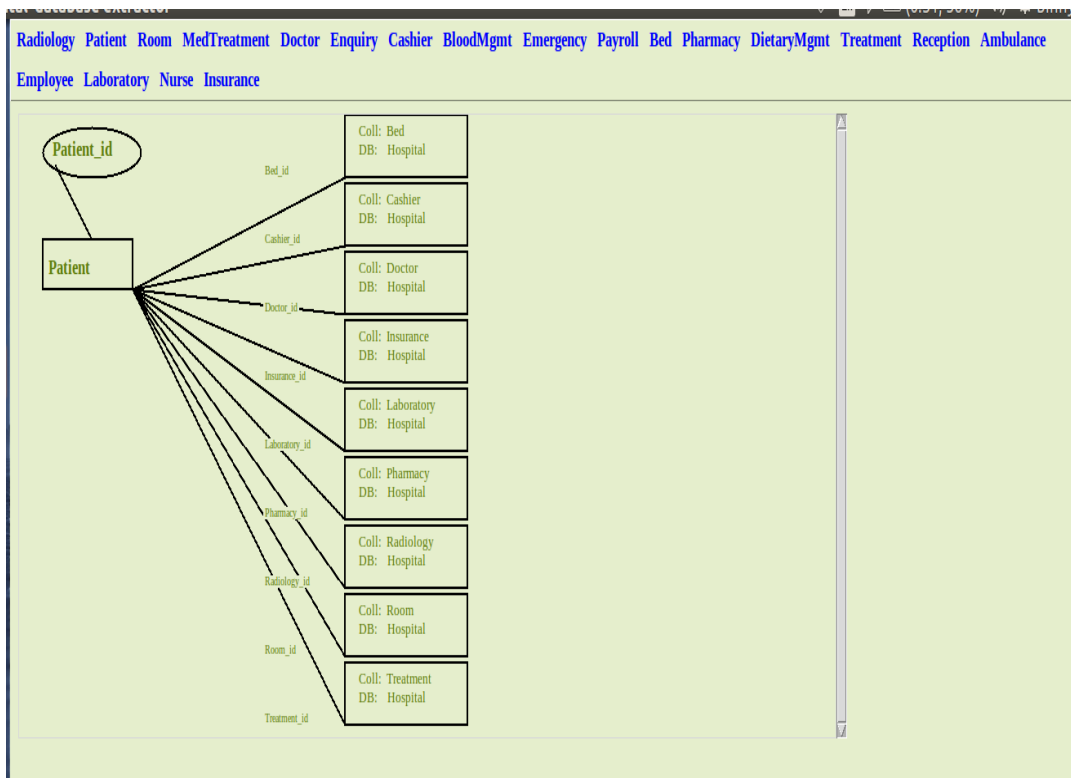 Radiology Patient Room MedTreatment Doctor Enquiry Cashier BloodMgmt Emergency Payroll Bed Pharmacy DietaryMgmt Treatment Reception Ambulance
Employee Laboratory Nurse Insurance
Patient_id
Patient
Bed_id
Coll: Bed
DB: Hospital
Cashier_id
Coll: Cashier
DB: Hospital
Doctor_id
Coll: Doctor
DB: Hospital
Insurance_id
Coll: Insurance
DB: Hospital
Laboratory_id
Coll: Laboratory
DB: Hospital
Pharmacy_id
Coll: Pharmacy
DB: Hospital
Radiology_id
Coll: Radiology
DB: Hospital
Room_id
Coll: Room
DB: Hospital
Treatment_id
Coll: Treatment
DB: Hospital